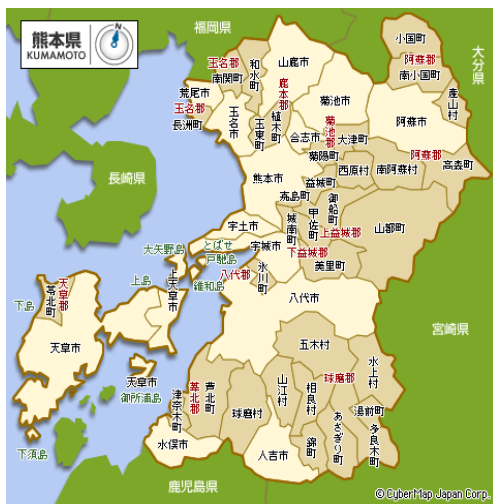 熊本県
KUMAMOTO
福岡県
大分県
長崎県
宮崎県
鹿児島県
小国町
阿蘇郡
南小国町
産山村
玉名郡
南関町
和水町
山鹿市
鹿本郡
植木町
菊池市
荒尾市
玉名郡
長洲町
玉名市
玉東町
合志市
菊池郡
大津町
菊陽町
阿蘇市
阿蘇郡
西原村
南阿蘇村
高森町
熊本市
益城町
嘉島町
御船町
城南町
甲佐町
上益城郡
山都町
宇土市
大矢野島
とばせ
戸馳島
宇城市
下益城郡
美里町
上島
上天草市
維和島
八代郡
氷川町
八代市
下島
天草郡
苓北町
天草市
天草市
御所浦島
下須島
五木村
水上村
津奈木町
葦北郡
芦北町
球磨村
山江村
相良村
球磨郡
湯前町
多良木町
あさぎり町
錦町
水俣市
人吉市
© CyberMap Japan Corp.